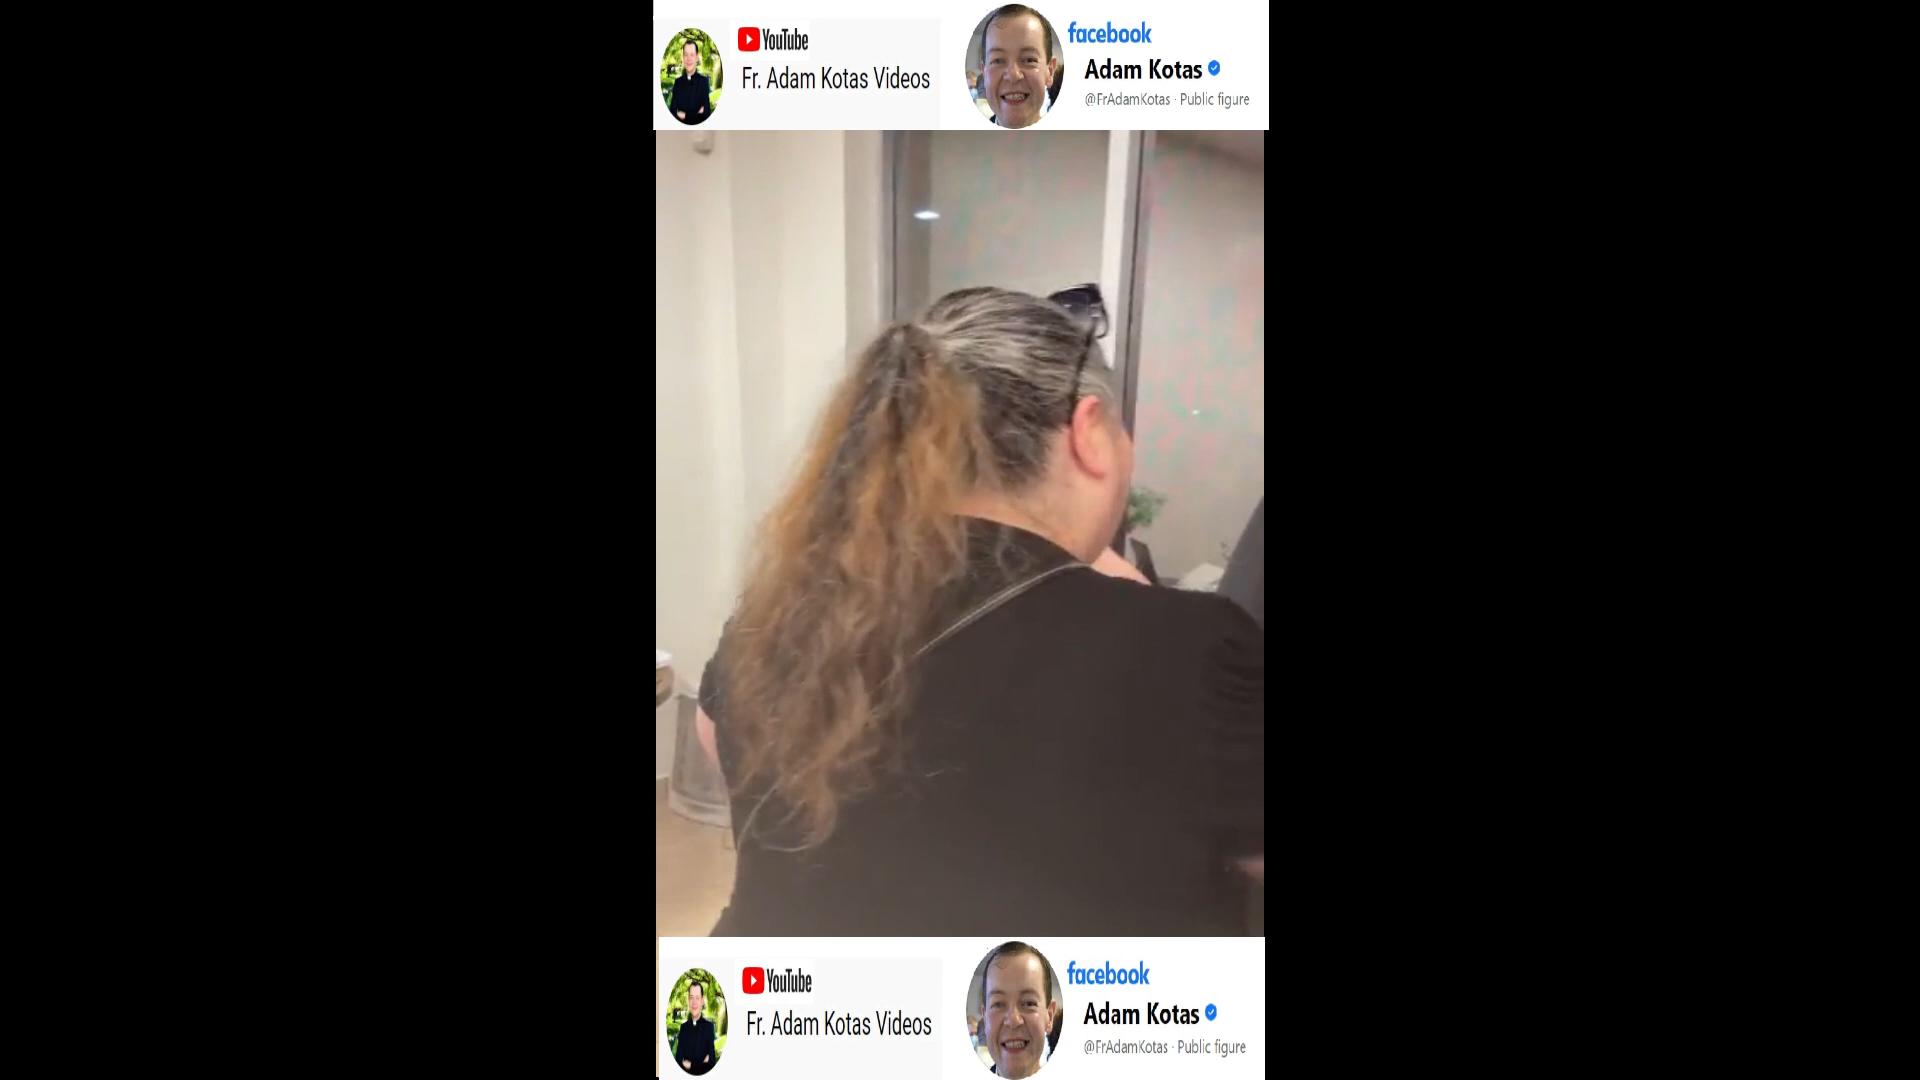 YouTube
Fr. Adam Kotas Videos
facebook
Adam Kotas
@FrAdamKotas · Public figure
YouTube
Fr. Adam Kotas Videos
facebook
Adam Kotas
@FrAdamKotas · Public figure